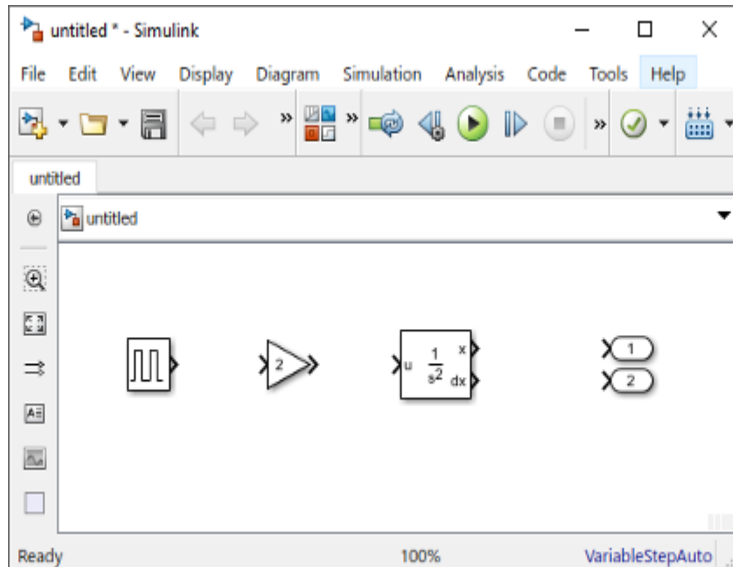 untitled * - Simulink
File Edit View Display Diagram Simulation Analysis Code Tools Help
untitled
untitled
2
u 1 s2 x dx
1
2
Ready 100% VariableStepAuto